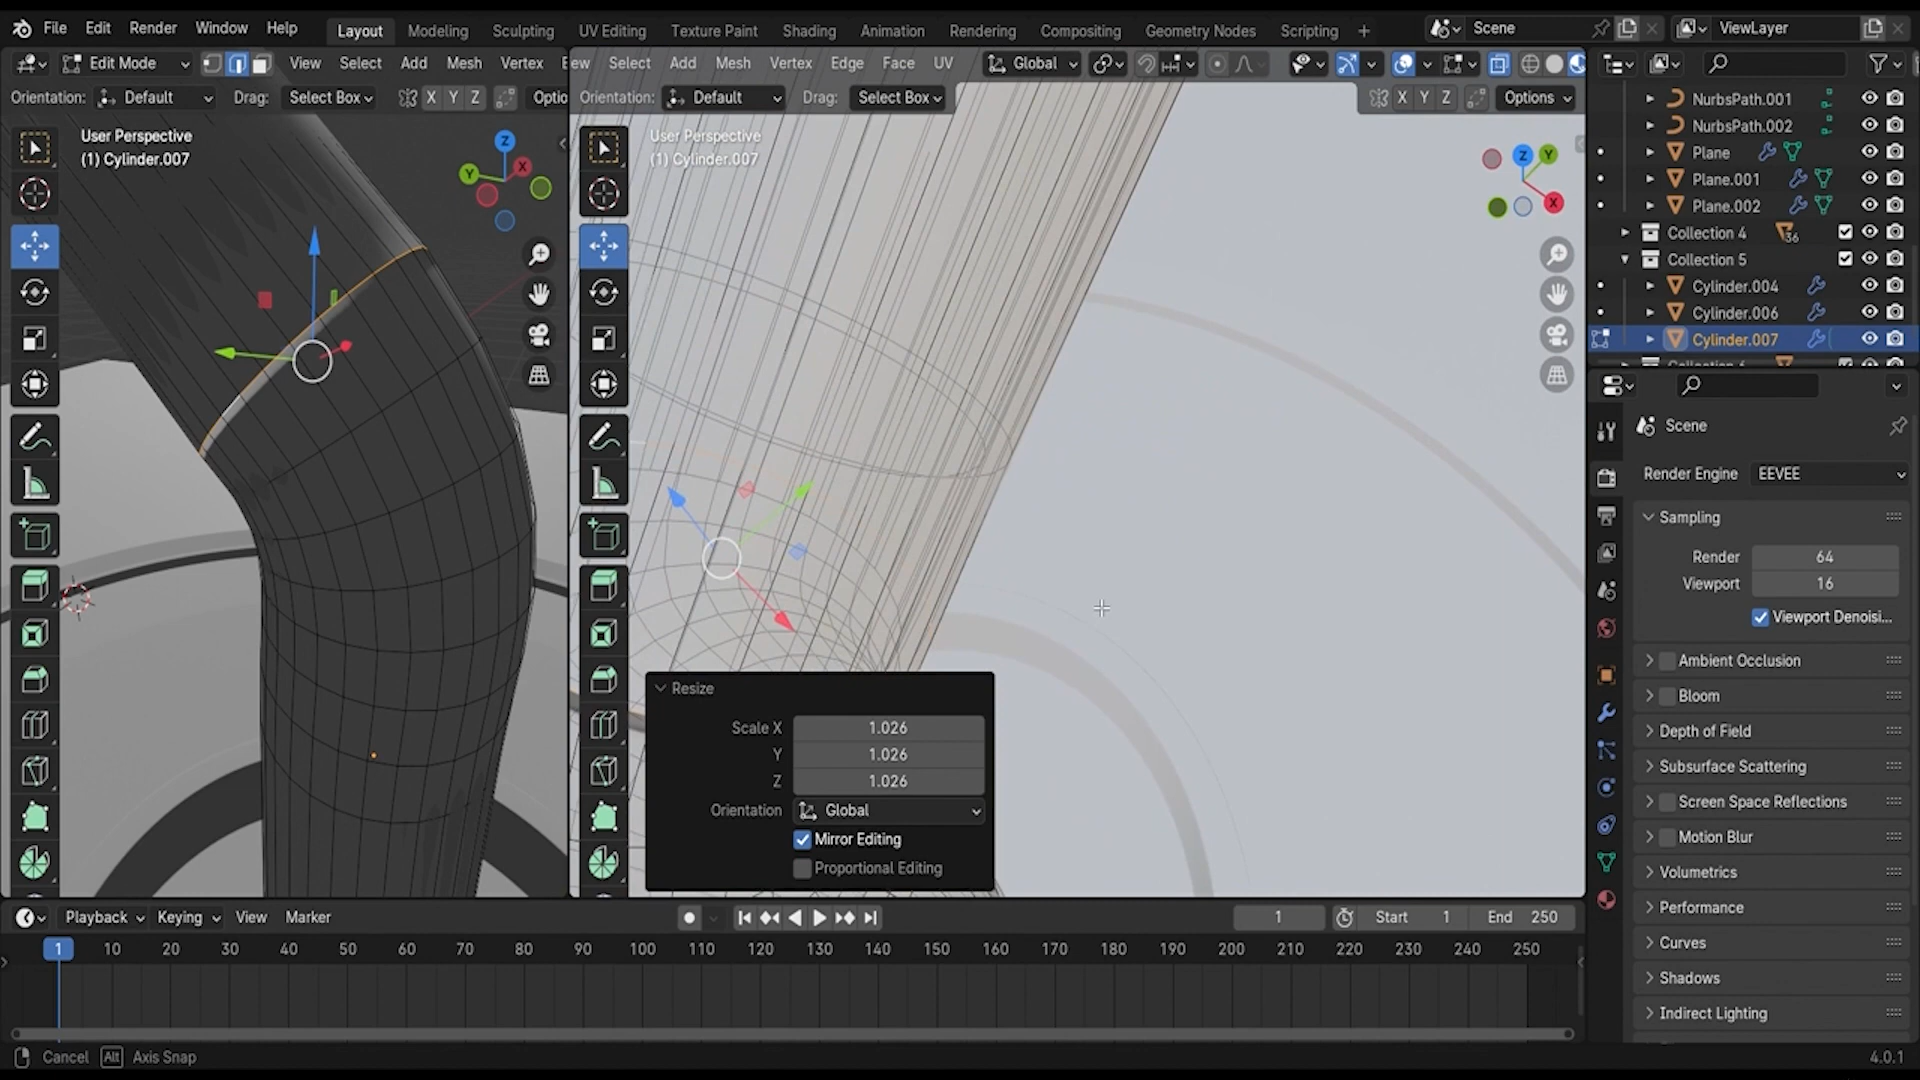 File Edit Render Window Help Layout Modeling Sculpting UV Editing Texture Paint Shading Animation Rendering Compositing Geometry Nodes Scripting + Scene ViewLayer
Edit Mode View Select Add Mesh Vertex E
ew Select Add Mesh Vertex Edge Face UV Global
Orientation: Default Drag: Select Box X Y Z Optio
Orientation: Default Drag: Select Box X Y Z Options
User Perspective
(1) Cylinder.007
Z
X
Y
User Perspective
(1) Cylinder.007
Z
Y
X
NurbsPath.001
NurbsPath.002
Plane
Plane.001
Plane.002
Collection 4 36
Collection 5
Cylinder.004
Cylinder.006
Cylinder.007
Scene
Render Engine EEVEE
Sampling
Render 64
Viewport 16
Viewport Denoisi...
Ambient Occlusion
Bloom
Depth of Field
Subsurface Scattering
Screen Space Reflections
Motion Blur
Volumetrics
Performance
Curves
Shadows
Indirect Lighting
Resize
Scale X 1.026
Y 1.026
Z 1.026
Orientation Global
Mirror Editing
Proportional Editing
Playback Keying View Marker 1 Start 1 End 250
1 10 20 30 40 50 60 70 80 90 100 110 120 130 140 150 160 170 180 190 200 210 220 230 240 250
Cancel Alt Axis Snap 4.0.1